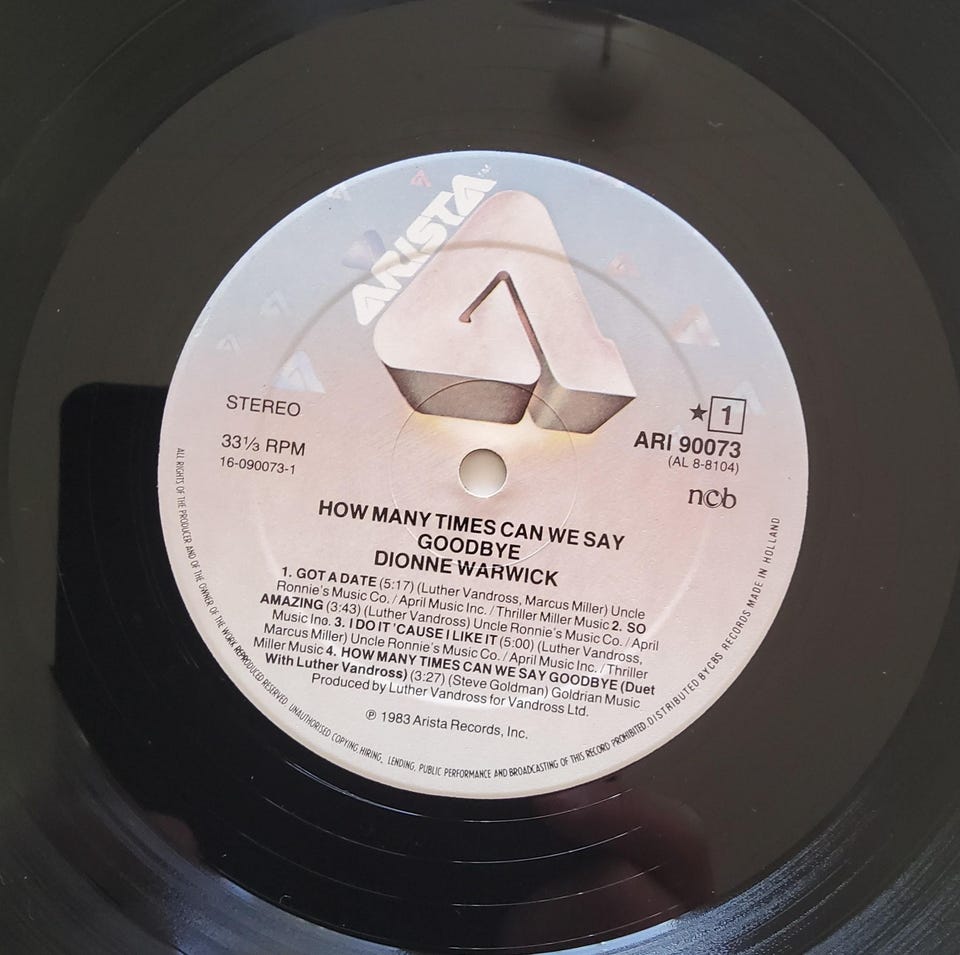 ARISTA™
STEREO
33⅓ RPM
16-090073-1
★ 1
ARI 90073
(AL 8-8104)
ncb
HOW MANY TIMES CAN WE SAY
GOODBYE
DIONNE WARWICK
1. GOT A DATE (5:17) (Luther Vandross, Marcus Miller) Uncle
Ronnie's Music Co. / April Music Inc. / Thriller Miller Music 2. SO
AMAZING (3:43) (Luther Vandross) Uncle Ronnie's Music Co. / April
Music Ino. 3. I DO IT 'CAUSE I LIKE IT (5:00) (Luther Vandross,
Marcus Miller) Uncle Ronnie's Music Co. / April Music Inc. / Thriller
Miller Music 4. HOW MANY TIMES CAN WE SAY GOODBYE (Duet
With Luther Vandross) (3:27) (Steve Goldman) Goldrian Music
Produced by Luther Vandross for Vandross Ltd.
℗ 1983 Arista Records, Inc.
ALL RIGHTS OF THE PRODUCER AND OF THE OWNER OF THE WORK REPRODUCED RESERVED. UNAUTHORISED COPYING, HIRING, LENDING, PUBLIC PERFORMANCE AND BROADCASTING OF THIS RECORD PROHIBITED. DISTRIBUTED BY CBS RECORDS MADE IN HOLLAND